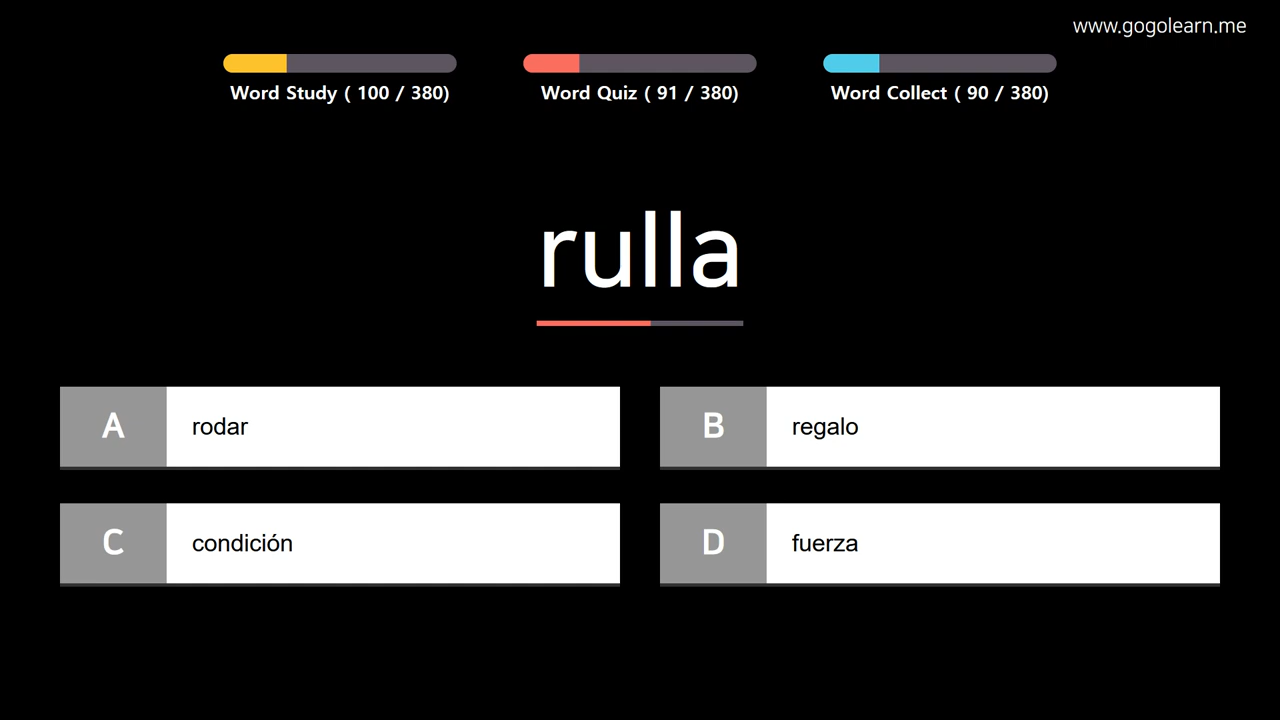 www.gogolearn.me
Word Study ( 100 / 380)
Word Quiz ( 91 / 380)
Word Collect ( 90 / 380)
rulla
A rodar
B regalo
C condición
D fuerza